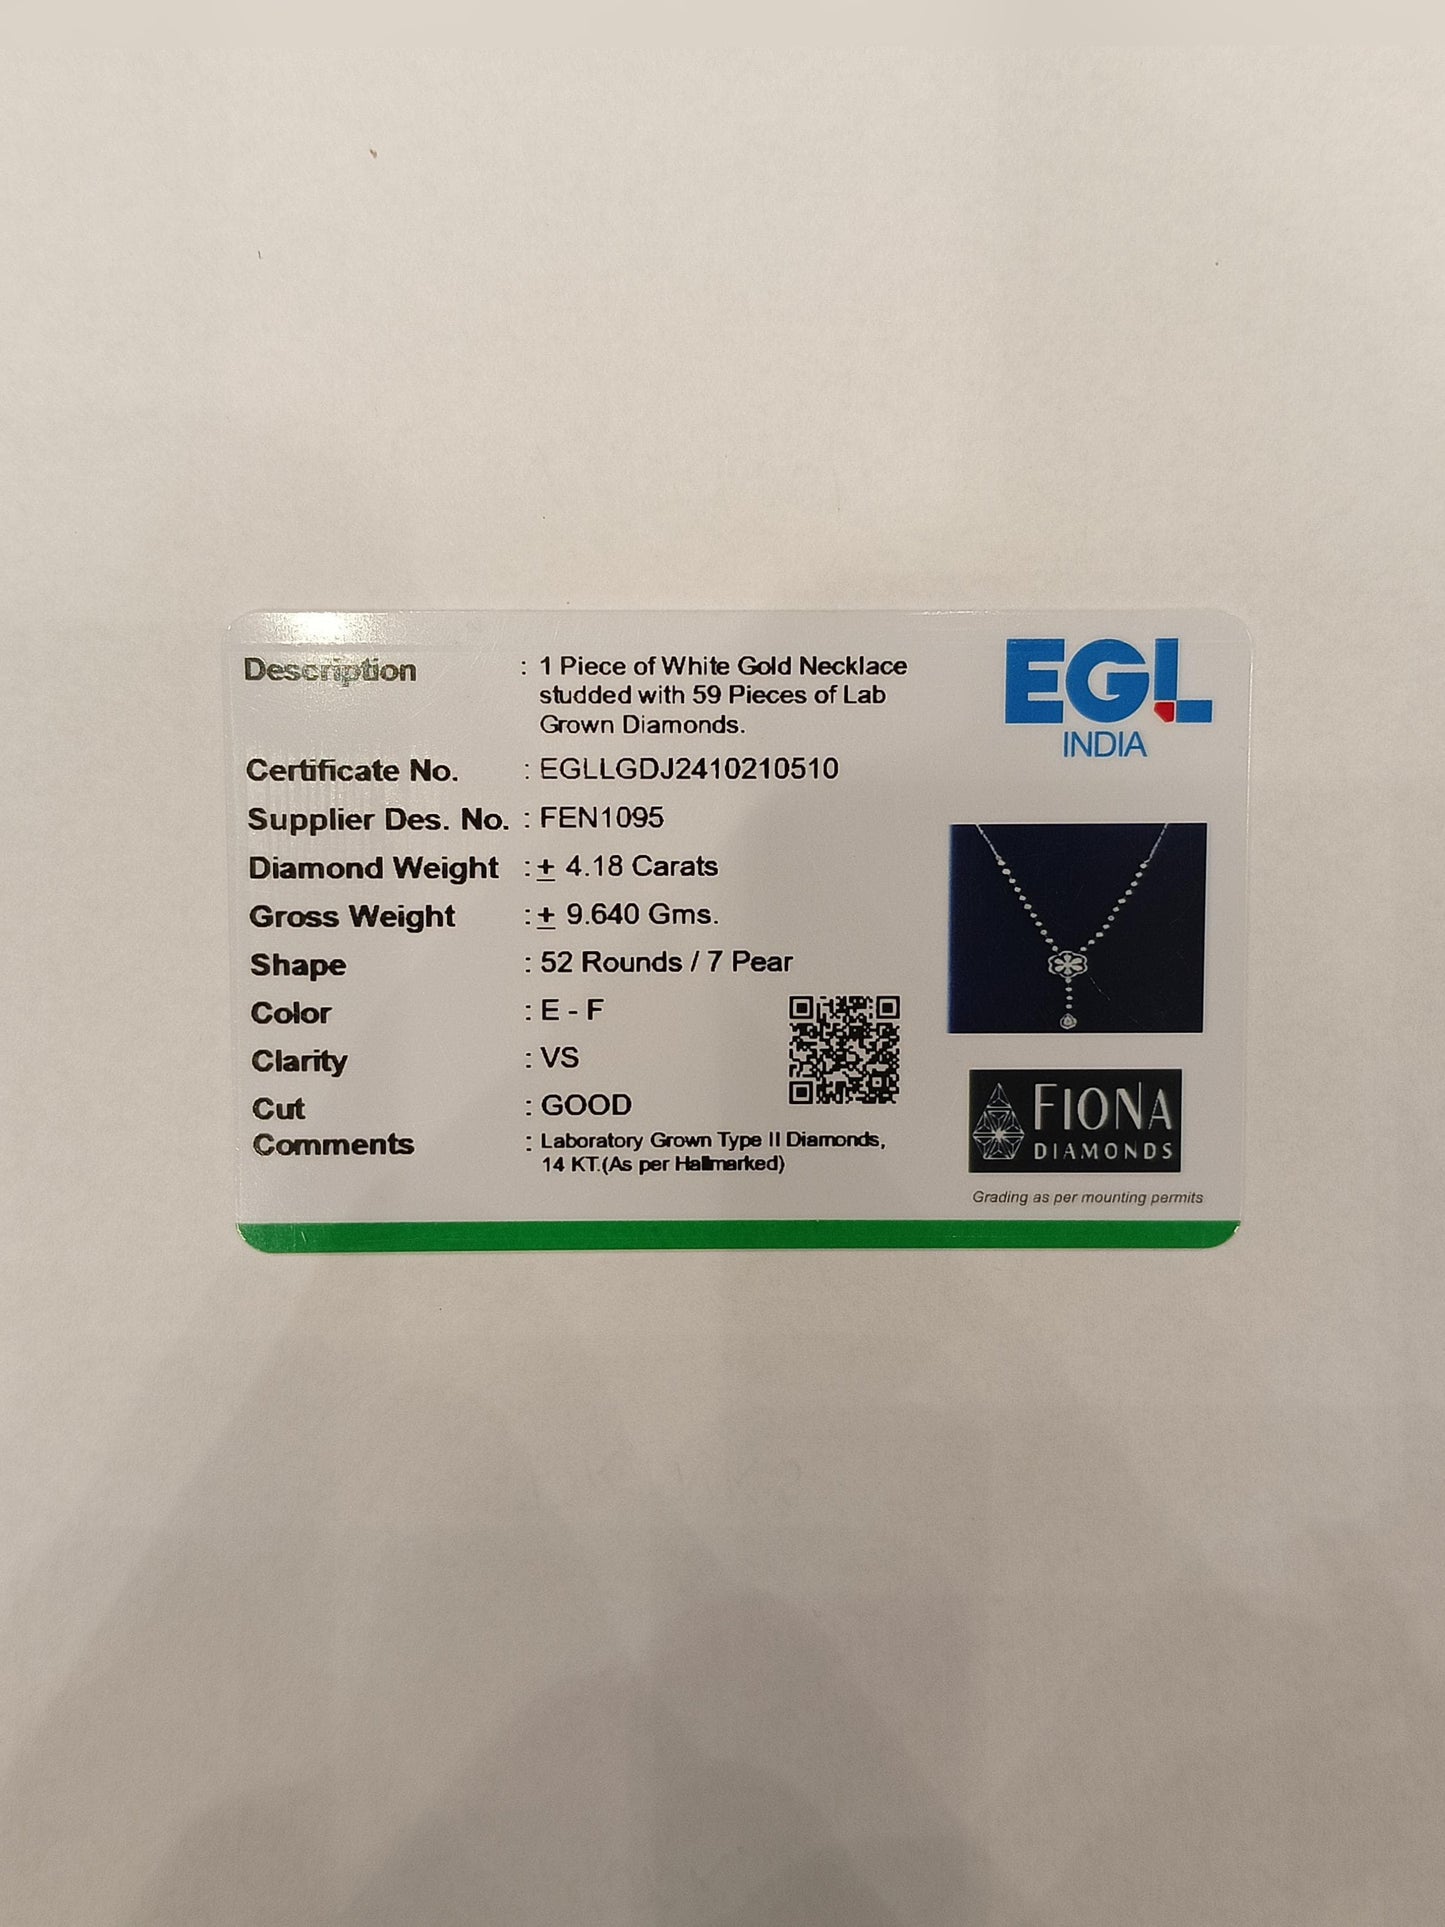 Description : 1 Piece of White Gold Necklace
studded with 59 Pieces of Lab
Grown Diamonds.
Certificate No. : EGLLGDJ2410210510
Supplier Des. No. : FEN1095
Diamond Weight : ± 4.18 Carats
Gross Weight : ± 9.640 Gms.
Shape : 52 Rounds / 7 Pear
Color : E - F
Clarity : VS
Cut : GOOD
Comments : Laboratory Grown Type II Diamonds,
14 KT.(As per Hallmarked)
EGL
INDIA
FIONA
DIAMONDS
Grading as per mounting permits